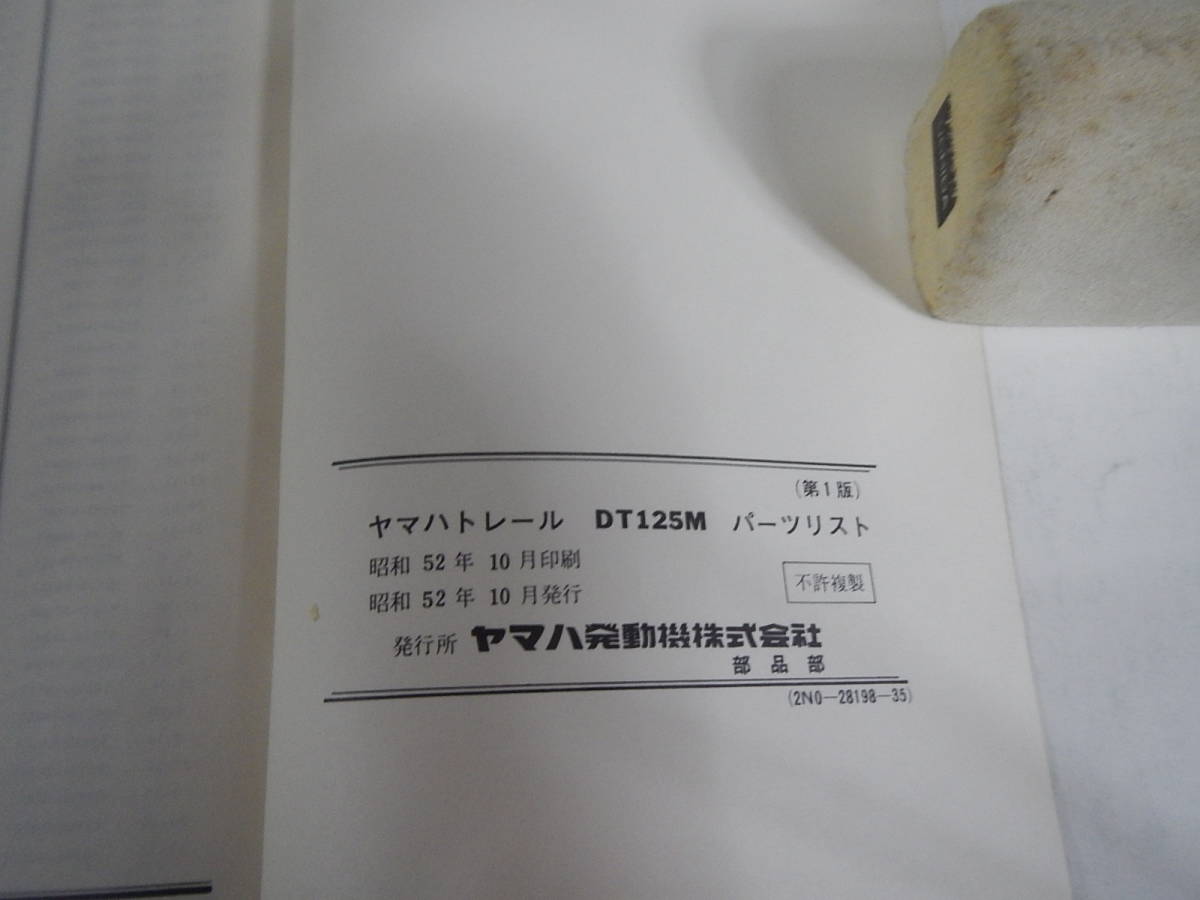 (第1版)
ヤマハトレール DT125M パーツリスト
昭和 52 年 10 月印刷
昭和 52 年 10 月発行
不許複製
発行所 ヤマハ発動機株式会社
部 品 部
(2N0-28198-35)